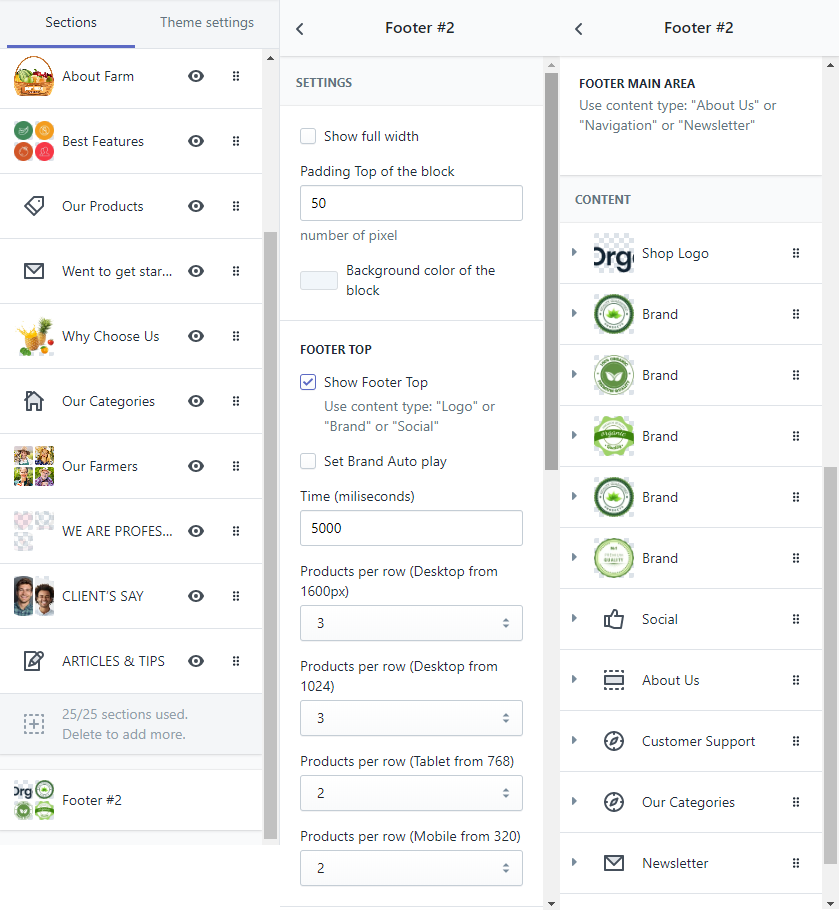 Sections
Theme settings
About Farm
Best Features
Our Products
Went to get star...
Why Choose Us
Our Categories
Our Farmers
WE ARE PROFES...
CLIENT'S SAY
ARTICLES & TIPS
25/25 sections used.
Delete to add more.
Org
Footer #2
Footer #2
SETTINGS
Show full width
Padding Top of the block
50
number of pixel
Background color of the
block
FOOTER TOP
Show Footer Top
Use content type: "Logo" or
"Brand" or "Social"
Set Brand Auto play
Time (miliseconds)
5000
Products per row (Desktop from
1600px)
3
Products per row (Desktop from
1024)
3
Products per row (Tablet from 768)
2
Products per row (Mobile from 320)
2
Footer #2
FOOTER MAIN AREA
Use content type: "About Us" or
"Navigation" or "Newsletter"
CONTENT
Orga
Shop Logo
Brand
Brand
organic
Brand
Brand
Brand
Social
About Us
Customer Support
Our Categories
Newsletter